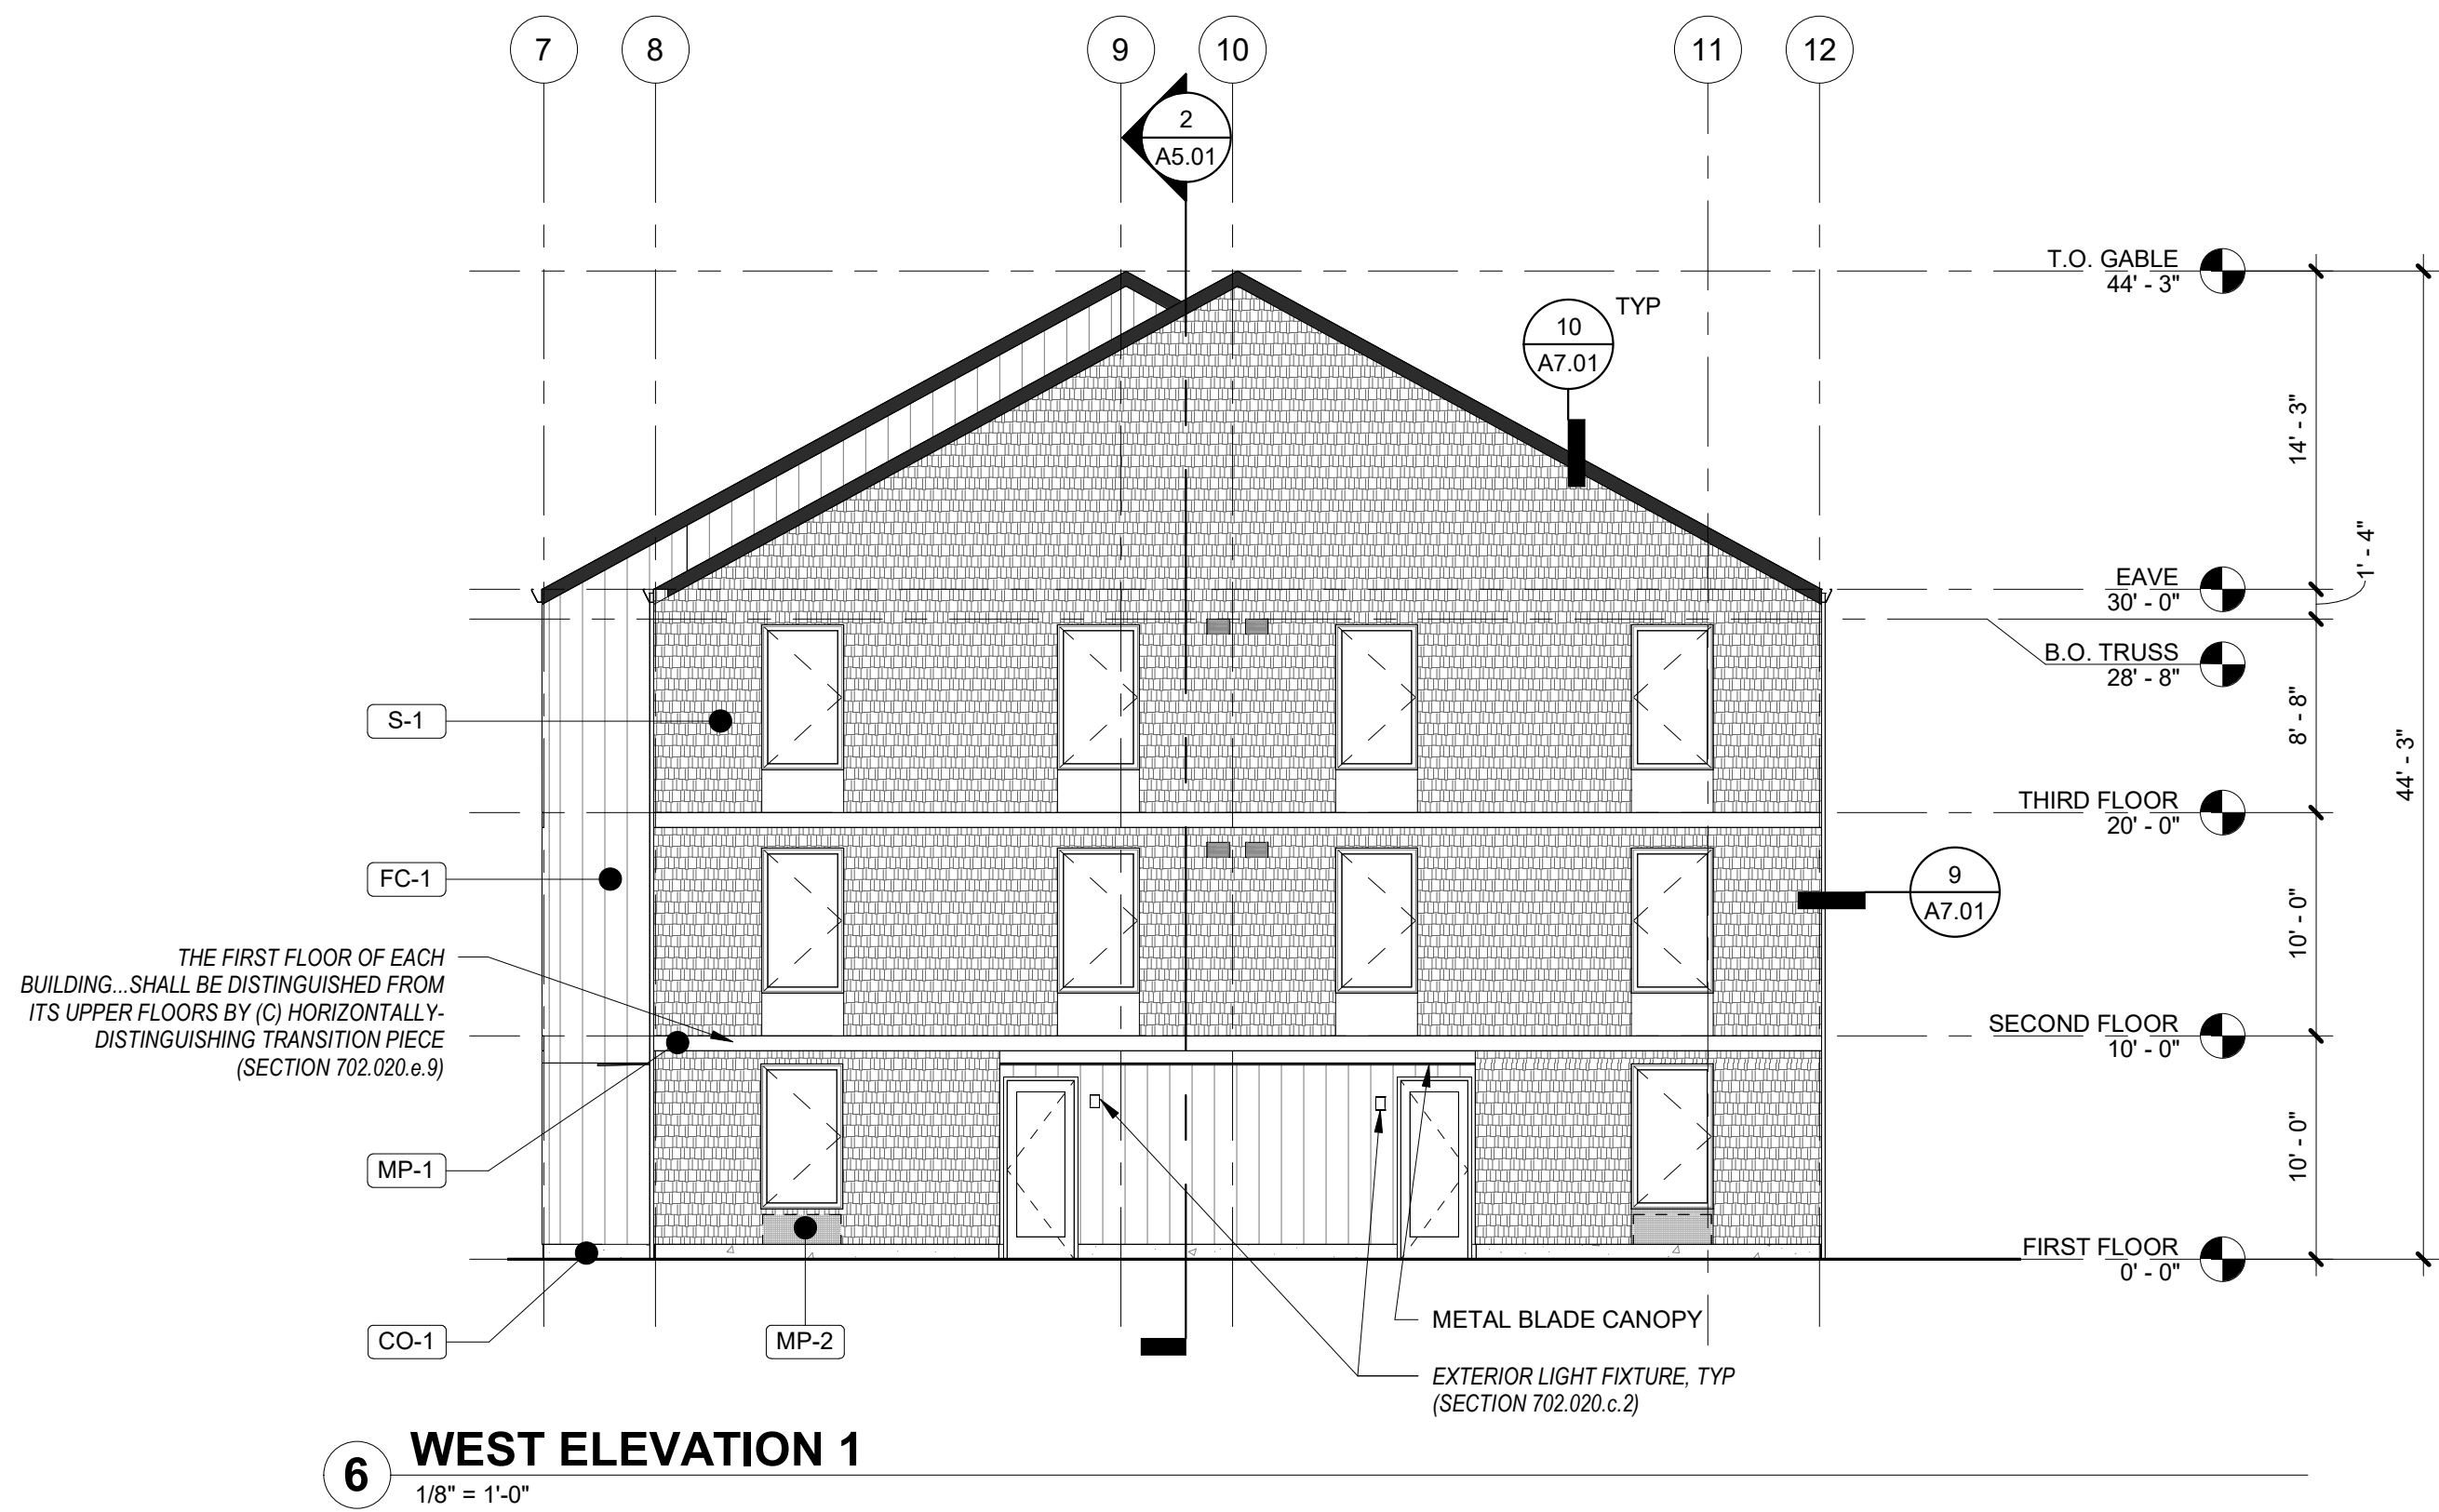 7
8
9
10
11
12
2
A5.01
T.O. GABLE
44' - 3"
10
A7.01
TYP
14' - 3"
1' - 4"
EAVE
30' - 0"
B.O. TRUSS
28' - 8"
8' - 8"
44' - 3"
S-1
THIRD FLOOR
20' - 0"
FC-1
9
A7.01
10' - 0"
THE FIRST FLOOR OF EACH
BUILDING...SHALL BE DISTINGUISHED FROM
ITS UPPER FLOORS BY (C) HORIZONTALLY-
DISTINGUISHING TRANSITION PIECE
(SECTION 702.020.e.9)
SECOND FLOOR
10' - 0"
MP-1
10' - 0"
FIRST FLOOR
0' - 0"
CO-1
MP-2
METAL BLADE CANOPY
EXTERIOR LIGHT FIXTURE, TYP
(SECTION 702.020.c.2)
6
WEST ELEVATION 1
1/8" = 1'-0"